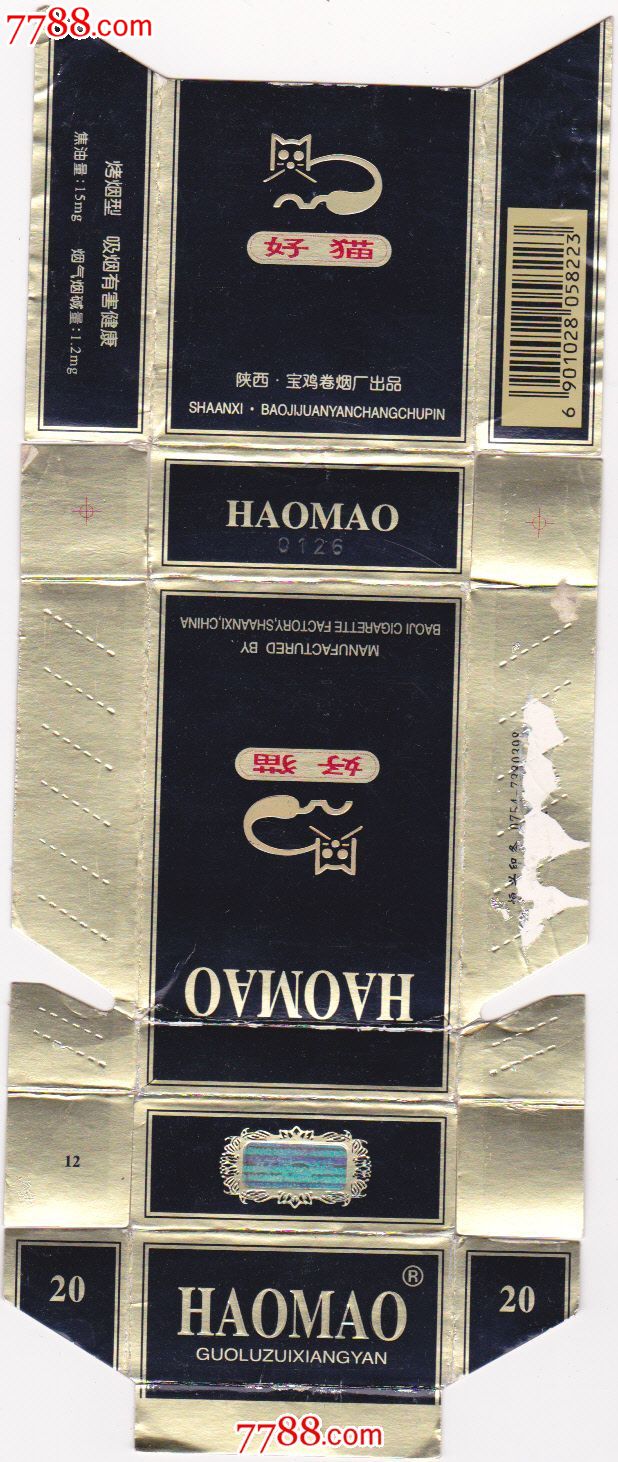 7788.com
烤烟型 吸烟有害健康
焦油量:15mg 烟气烟碱量:1.2mg
好猫
陕西·宝鸡卷烟厂出品
SHAANXI·BAOJIJUANYANCHANGCHUPIN
6 901028 058223
HAOMAO
0126
MANUFACTURED BY
BAOJI CIGARETTE FACTORY,SHAANXI,CHINA
好猫
HAOMAO
12
20
HAOMAO®
GUOLUZUIXIANGYAN
20
7788.com